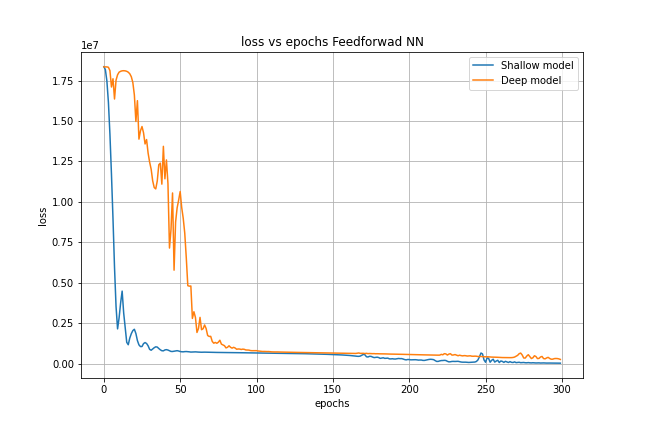 loss vs epochs Feedforwad NN
1e7
Shallow model
Deep model
1.75
1.50
1.25
1.00
0.75
0.50
0.25
0.00
loss
0 50 100 150 200 250 300
epochs